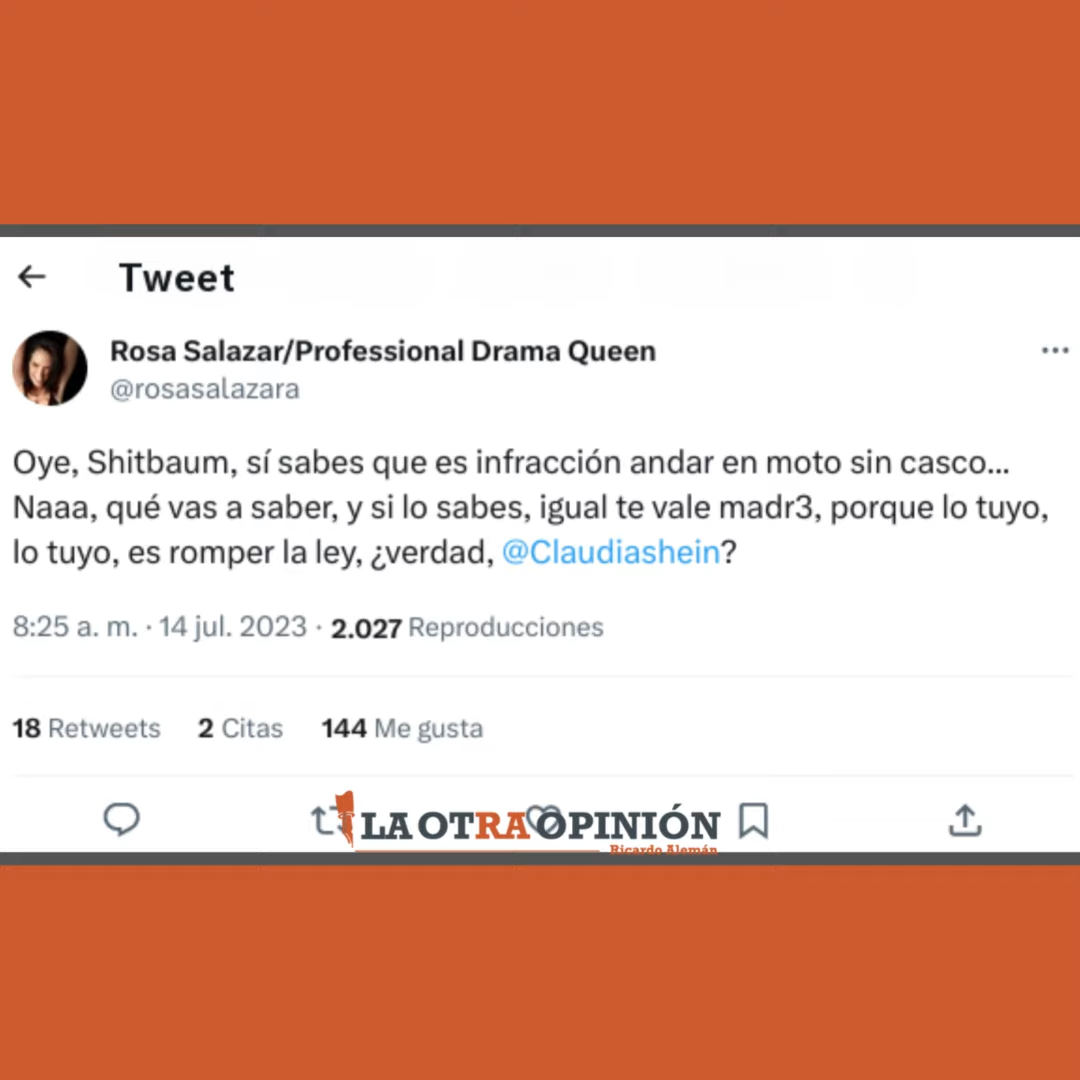 Tweet
Rosa Salazar/Professional Drama Queen
@rosasalazara
Oye, Shitbaum, sí sabes que es infracción andar en moto sin casco...
Naaa, qué vas a saber, y si lo sabes, igual te vale madr3, porque lo tuyo,
lo tuyo, es romper la ley, ¿verdad, @Claudiashein?
8:25 a. m. · 14 jul. 2023 · 2.027 Reproducciones
18 Retweets 2 Citas 144 Me gusta
LA OTRA OPINIÓN
Ricardo Alemán